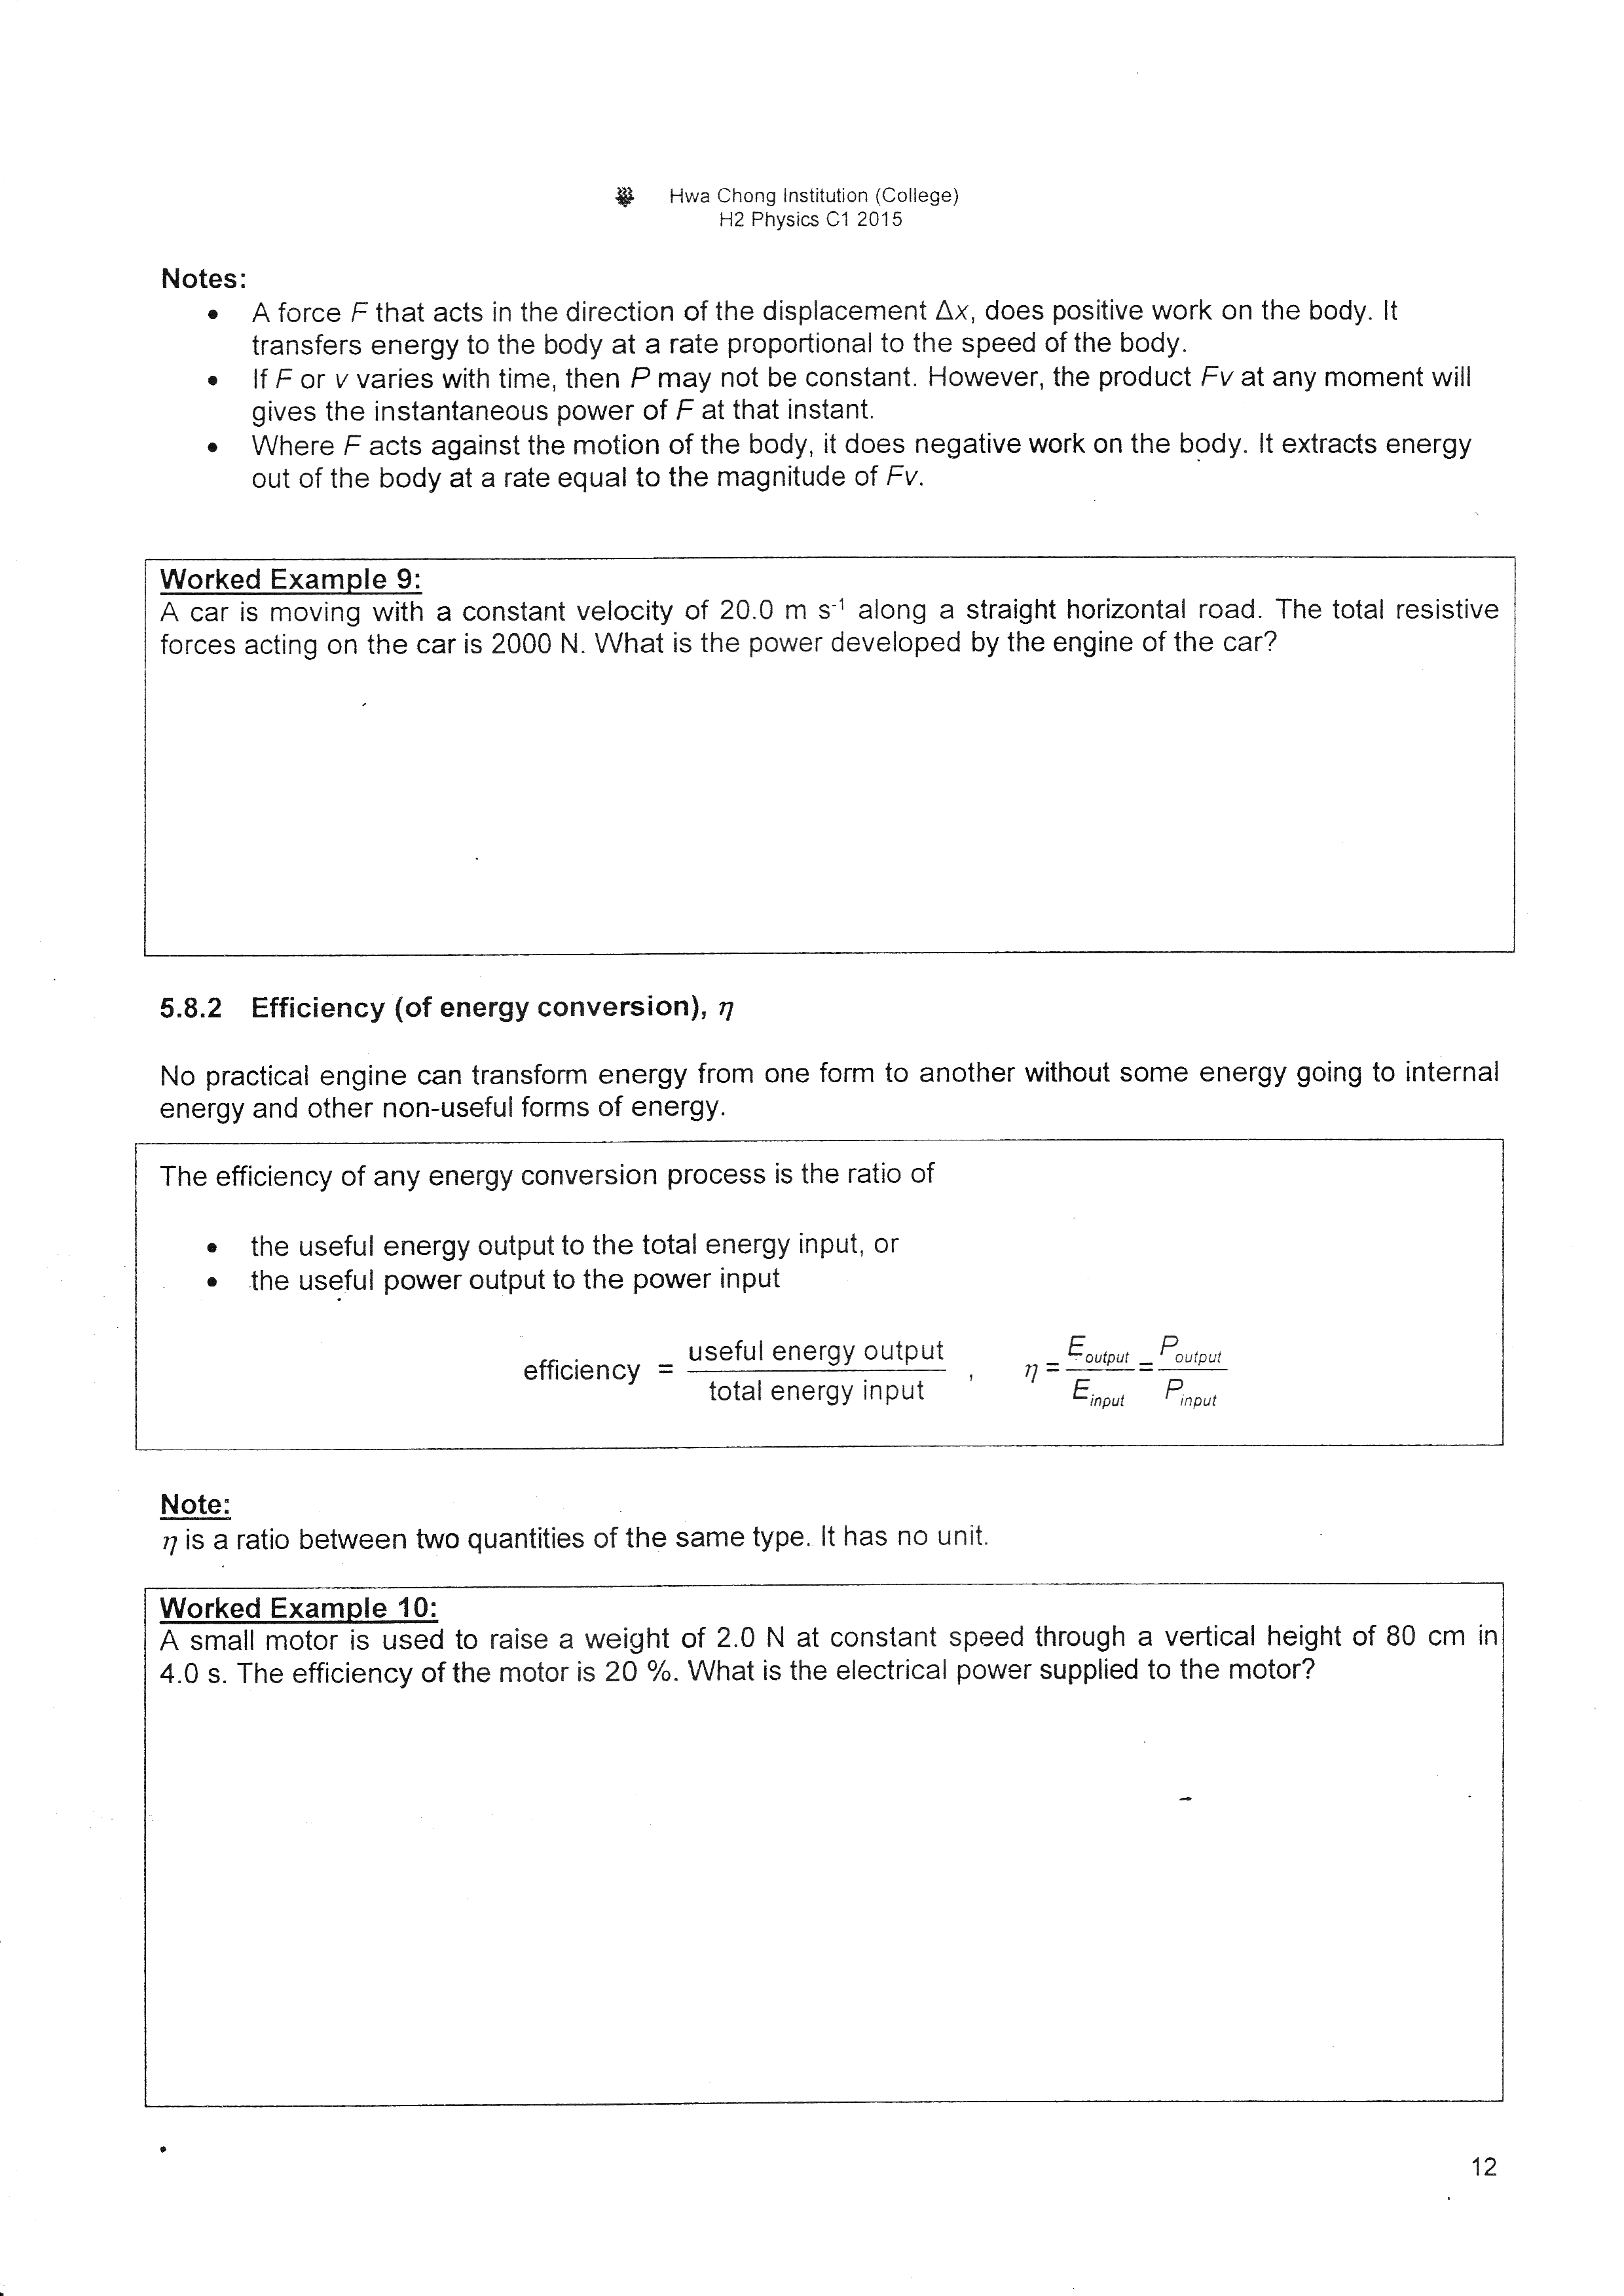 Hwa Chong Institution (College)
H2 Physics C1 2015
Notes:
• A force F that acts in the direction of the displacement Δx, does positive work on the body. It
transfers energy to the body at a rate proportional to the speed of the body.
• If F or v varies with time, then P may not be constant. However, the product Fv at any moment will
gives the instantaneous power of F at that instant.
• Where F acts against the motion of the body, it does negative work on the body. It extracts energy
out of the body at a rate equal to the magnitude of Fv.
Worked Example 9:
A car is moving with a constant velocity of 20.0 m s⁻¹ along a straight horizontal road. The total resistive
forces acting on the car is 2000 N. What is the power developed by the engine of the car?
5.8.2 Efficiency (of energy conversion), η
No practical engine can transform energy from one form to another without some energy going to internal
energy and other non-useful forms of energy.
The efficiency of any energy conversion process is the ratio of
• the useful energy output to the total energy input, or
• the useful power output to the power input
efficiency = useful energy output / total energy input , η = E output / E input = P output / P input
Note:
η is a ratio between two quantities of the same type. It has no unit.
Worked Example 10:
A small motor is used to raise a weight of 2.0 N at constant speed through a vertical height of 80 cm in
4.0 s. The efficiency of the motor is 20 %. What is the electrical power supplied to the motor?
12